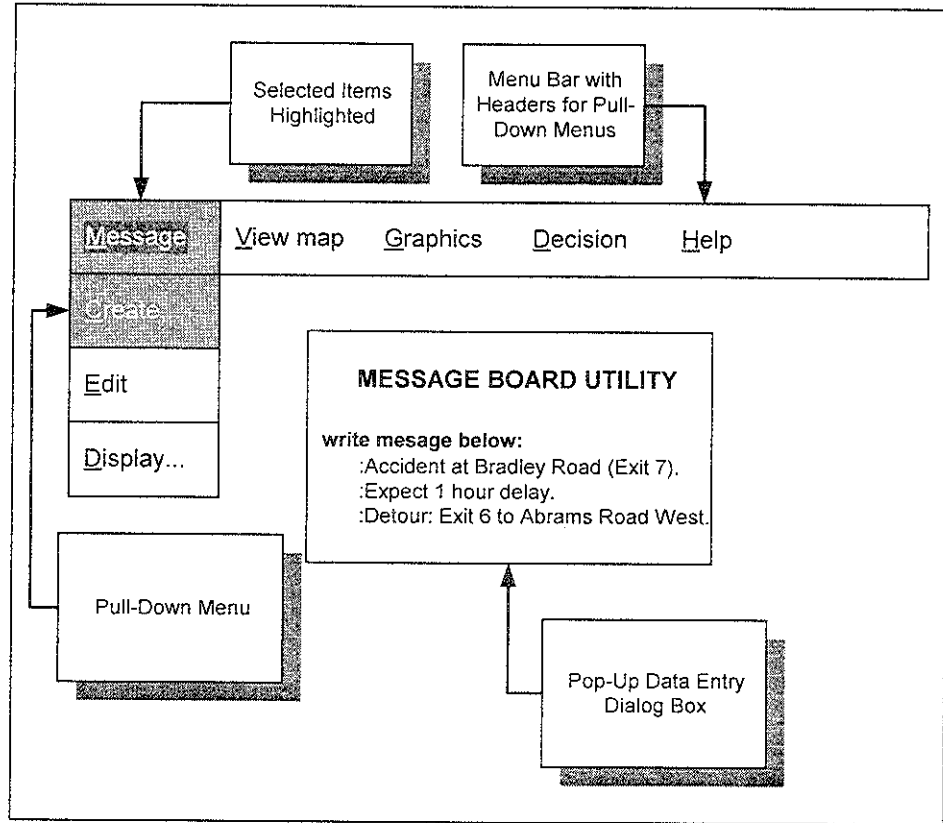 Selected Items
Highlighted
Menu Bar with
Headers for Pull-
Down Menus
Message View map Graphics Decision Help
Create
Edit
Display...
MESSAGE BOARD UTILITY
write mesage below:
:Accident at Bradley Road (Exit 7).
:Expect 1 hour delay.
:Detour: Exit 6 to Abrams Road West.
Pull-Down Menu
Pop-Up Data Entry
Dialog Box